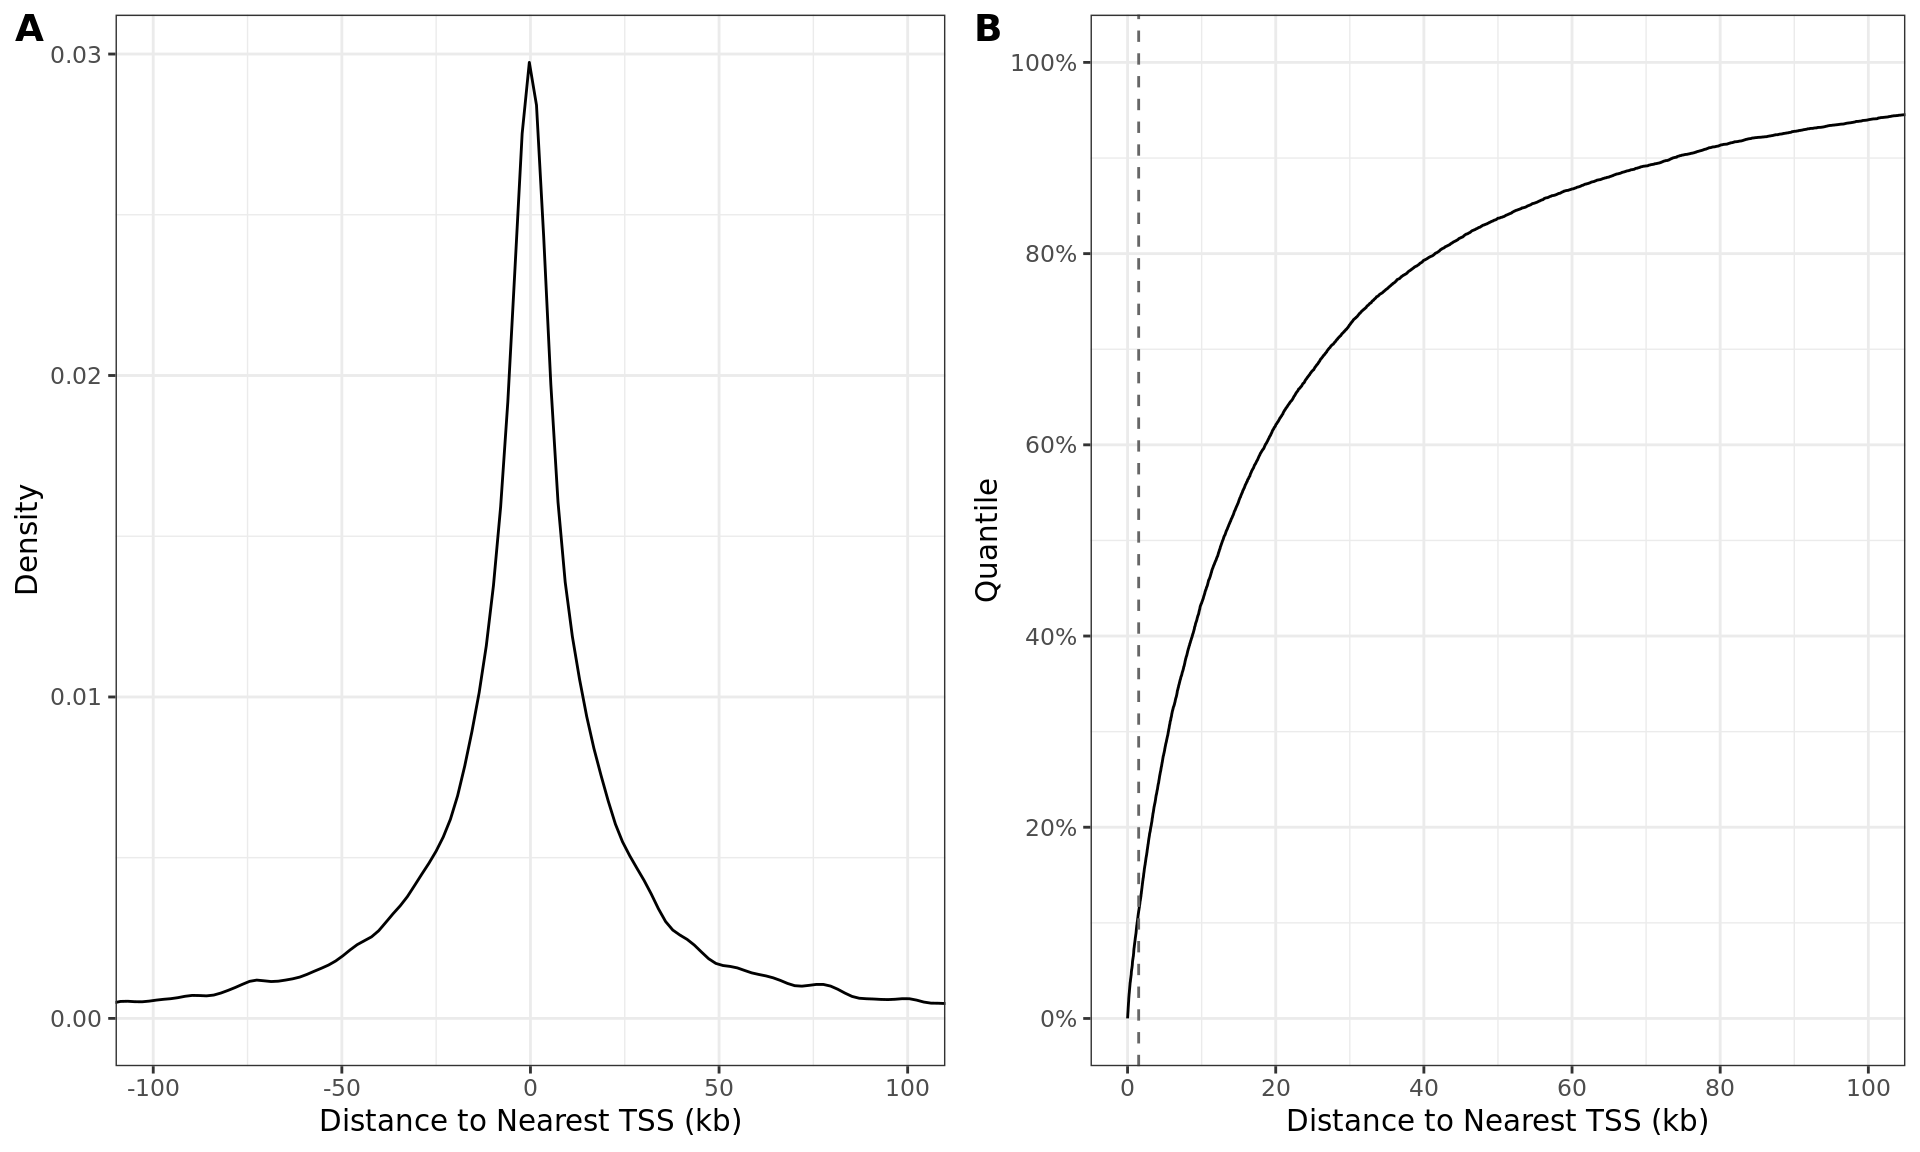 A
0.03
0.02
0.01
0.00
Density
-100 -50 0 50 100
Distance to Nearest TSS (kb)
B
100%
80%
60%
40%
20%
0%
Quantile
0 20 40 60 80 100
Distance to Nearest TSS (kb)